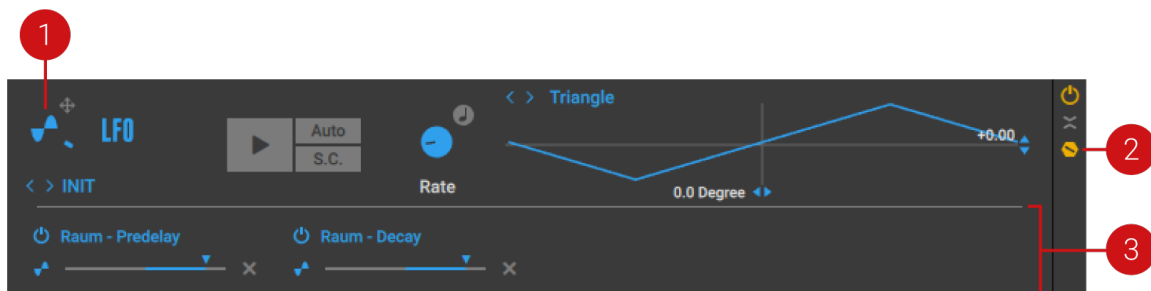 1
< > Triangle
LFO
Auto
S.C.
+0.00
2
< > INIT
Rate
0.0 Degree
3
Raum - Predelay
Raum - Decay